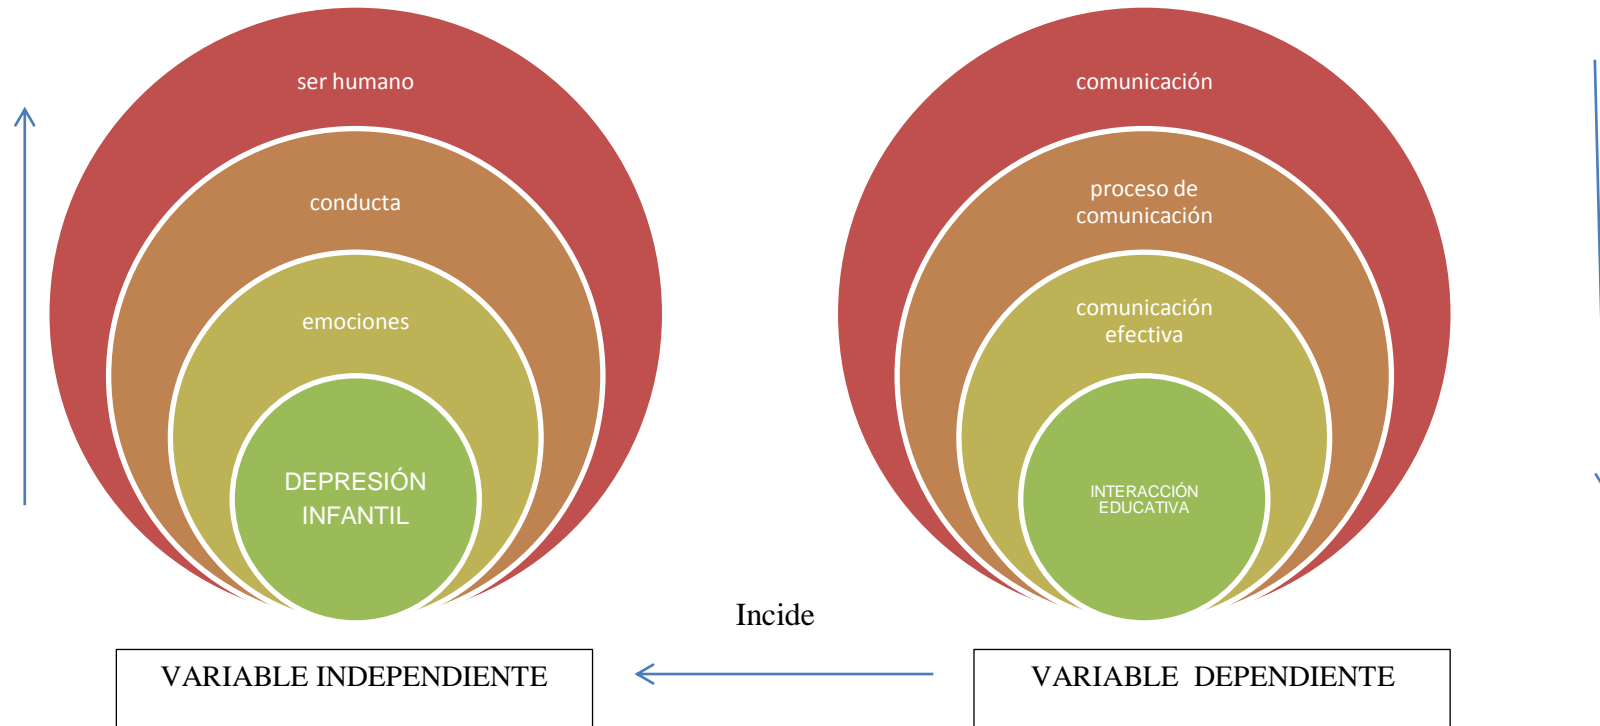 ser humano
conducta
emociones
DEPRESIÓN
INFANTIL
comunicación
proceso de
comunicación
comunicación
efectiva
INTERACCIÓN
EDUCATIVA
Incide
VARIABLE INDEPENDIENTE
VARIABLE DEPENDIENTE